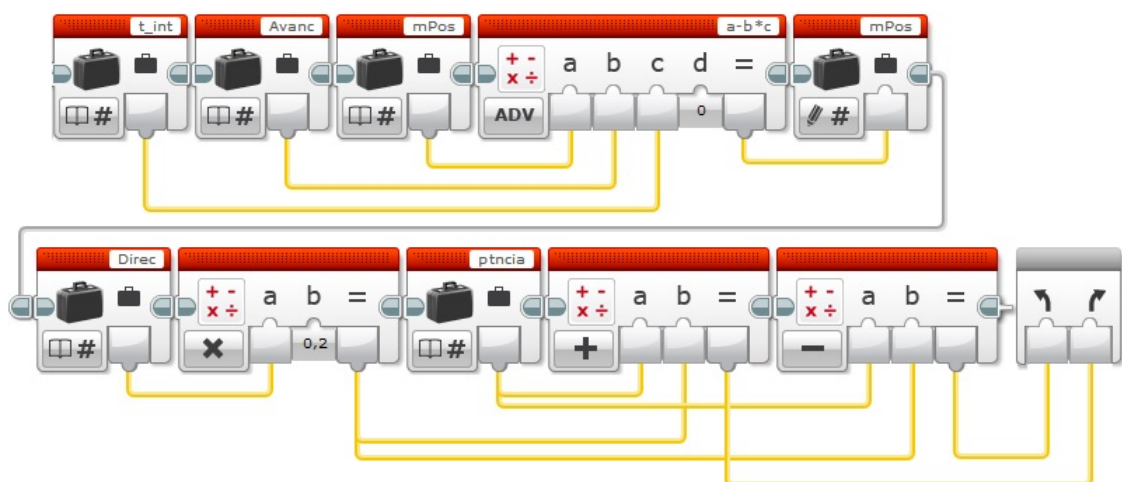 t_int Avanc mPos a-b*c mPos
+ - a b c d =
x ÷
# # # ADV 0 #
Direc ptncia
+ - a b = + - a b = + - a b =
x ÷ x ÷ x ÷
# × 0,2 # + −